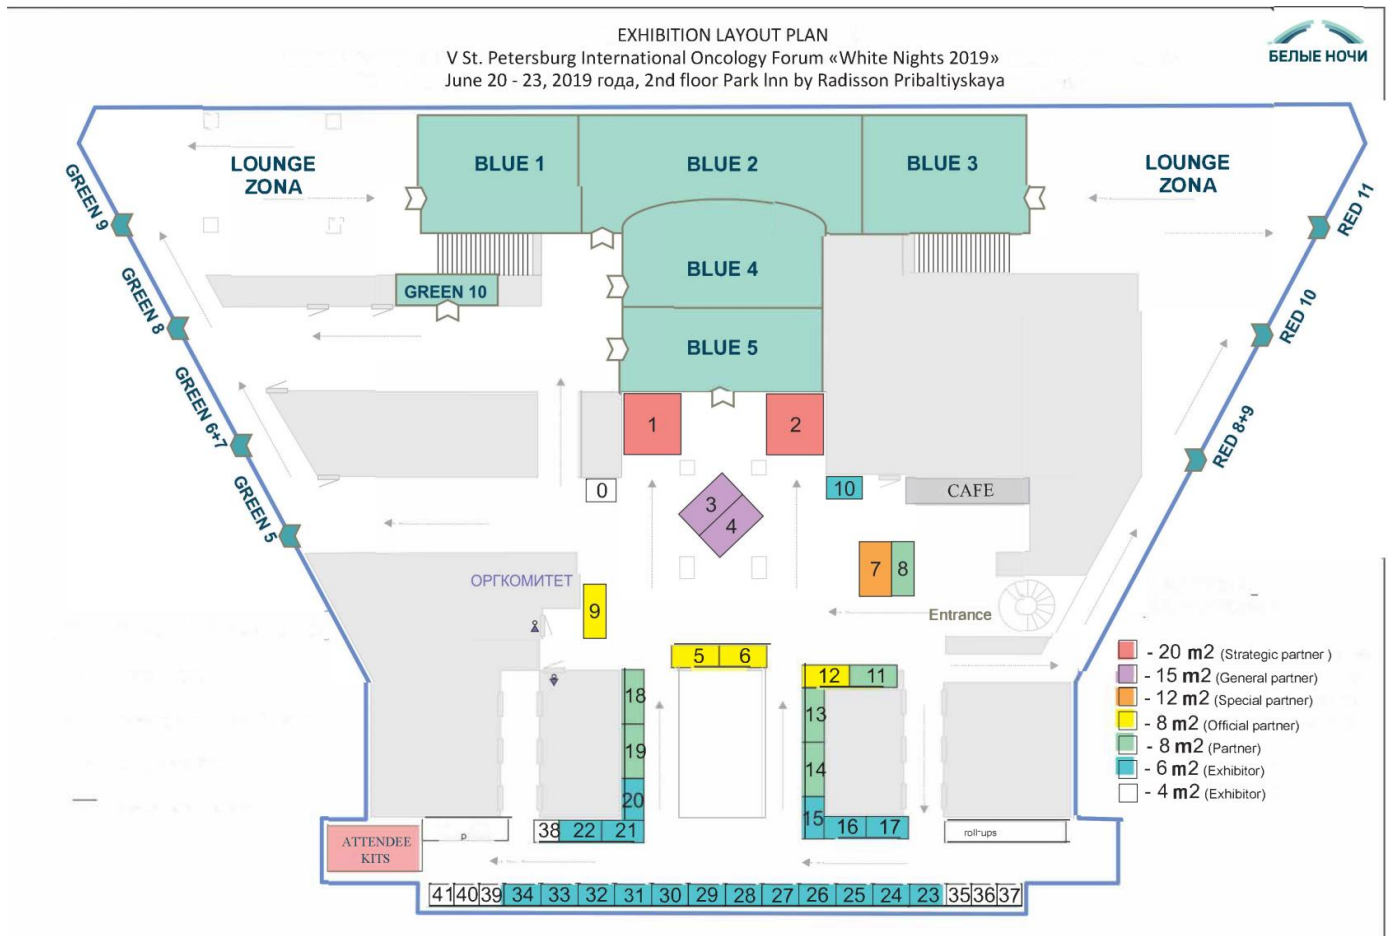 EXHIBITION LAYOUT PLAN
V St. Petersburg International Oncology Forum «White Nights 2019»
June 20 - 23, 2019 года, 2nd floor Park Inn by Radisson Pribaltiyskaya
БЕЛЫЕ НОЧИ
LOUNGE
ZONA
BLUE 1
BLUE 2
BLUE 3
LOUNGE
ZONA
GREEN 9
RED 11
BLUE 4
GREEN 10
GREEN 8
RED 10
BLUE 5
GREEN 6+7
RED 8+9
1
2
0
10
CAFE
3
4
GREEN 5
ОРГКОМИТЕТ
7
8
9
Entrance
5
6
12
11
18
13
19
14
20
15
38
22
21
16
17
- 20 m2 (Strategic partner )
- 15 m2 (General partner)
- 12 m2 (Special partner)
- 8 m2 (Official partner)
- 8 m2 (Partner)
- 6 m2 (Exhibitor)
- 4 m2 (Exhibitor)
ATTENDEE
KITS
p
roll-ups
41 40 39 34 33 32 31 30 29 28 27 26 25 24 23 35 36 37